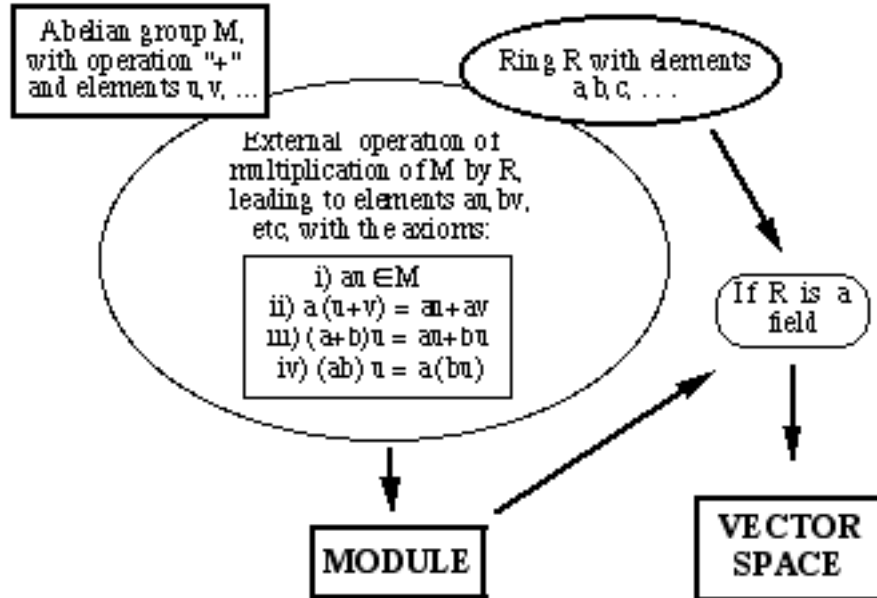 Abelian group M,
with operation "+"
and elements u, v, ...
Ring R with elements
a, b, c, . . .
External operation of
multiplication of M by R,
leading to elements au, bv,
etc, with the axioms:
i) au ∈ M
ii) a (u+v) = au+av
iii) (a+b)u = au+bu
iv) (ab) u = a(bu)
If R is a
field
MODULE
VECTOR
SPACE